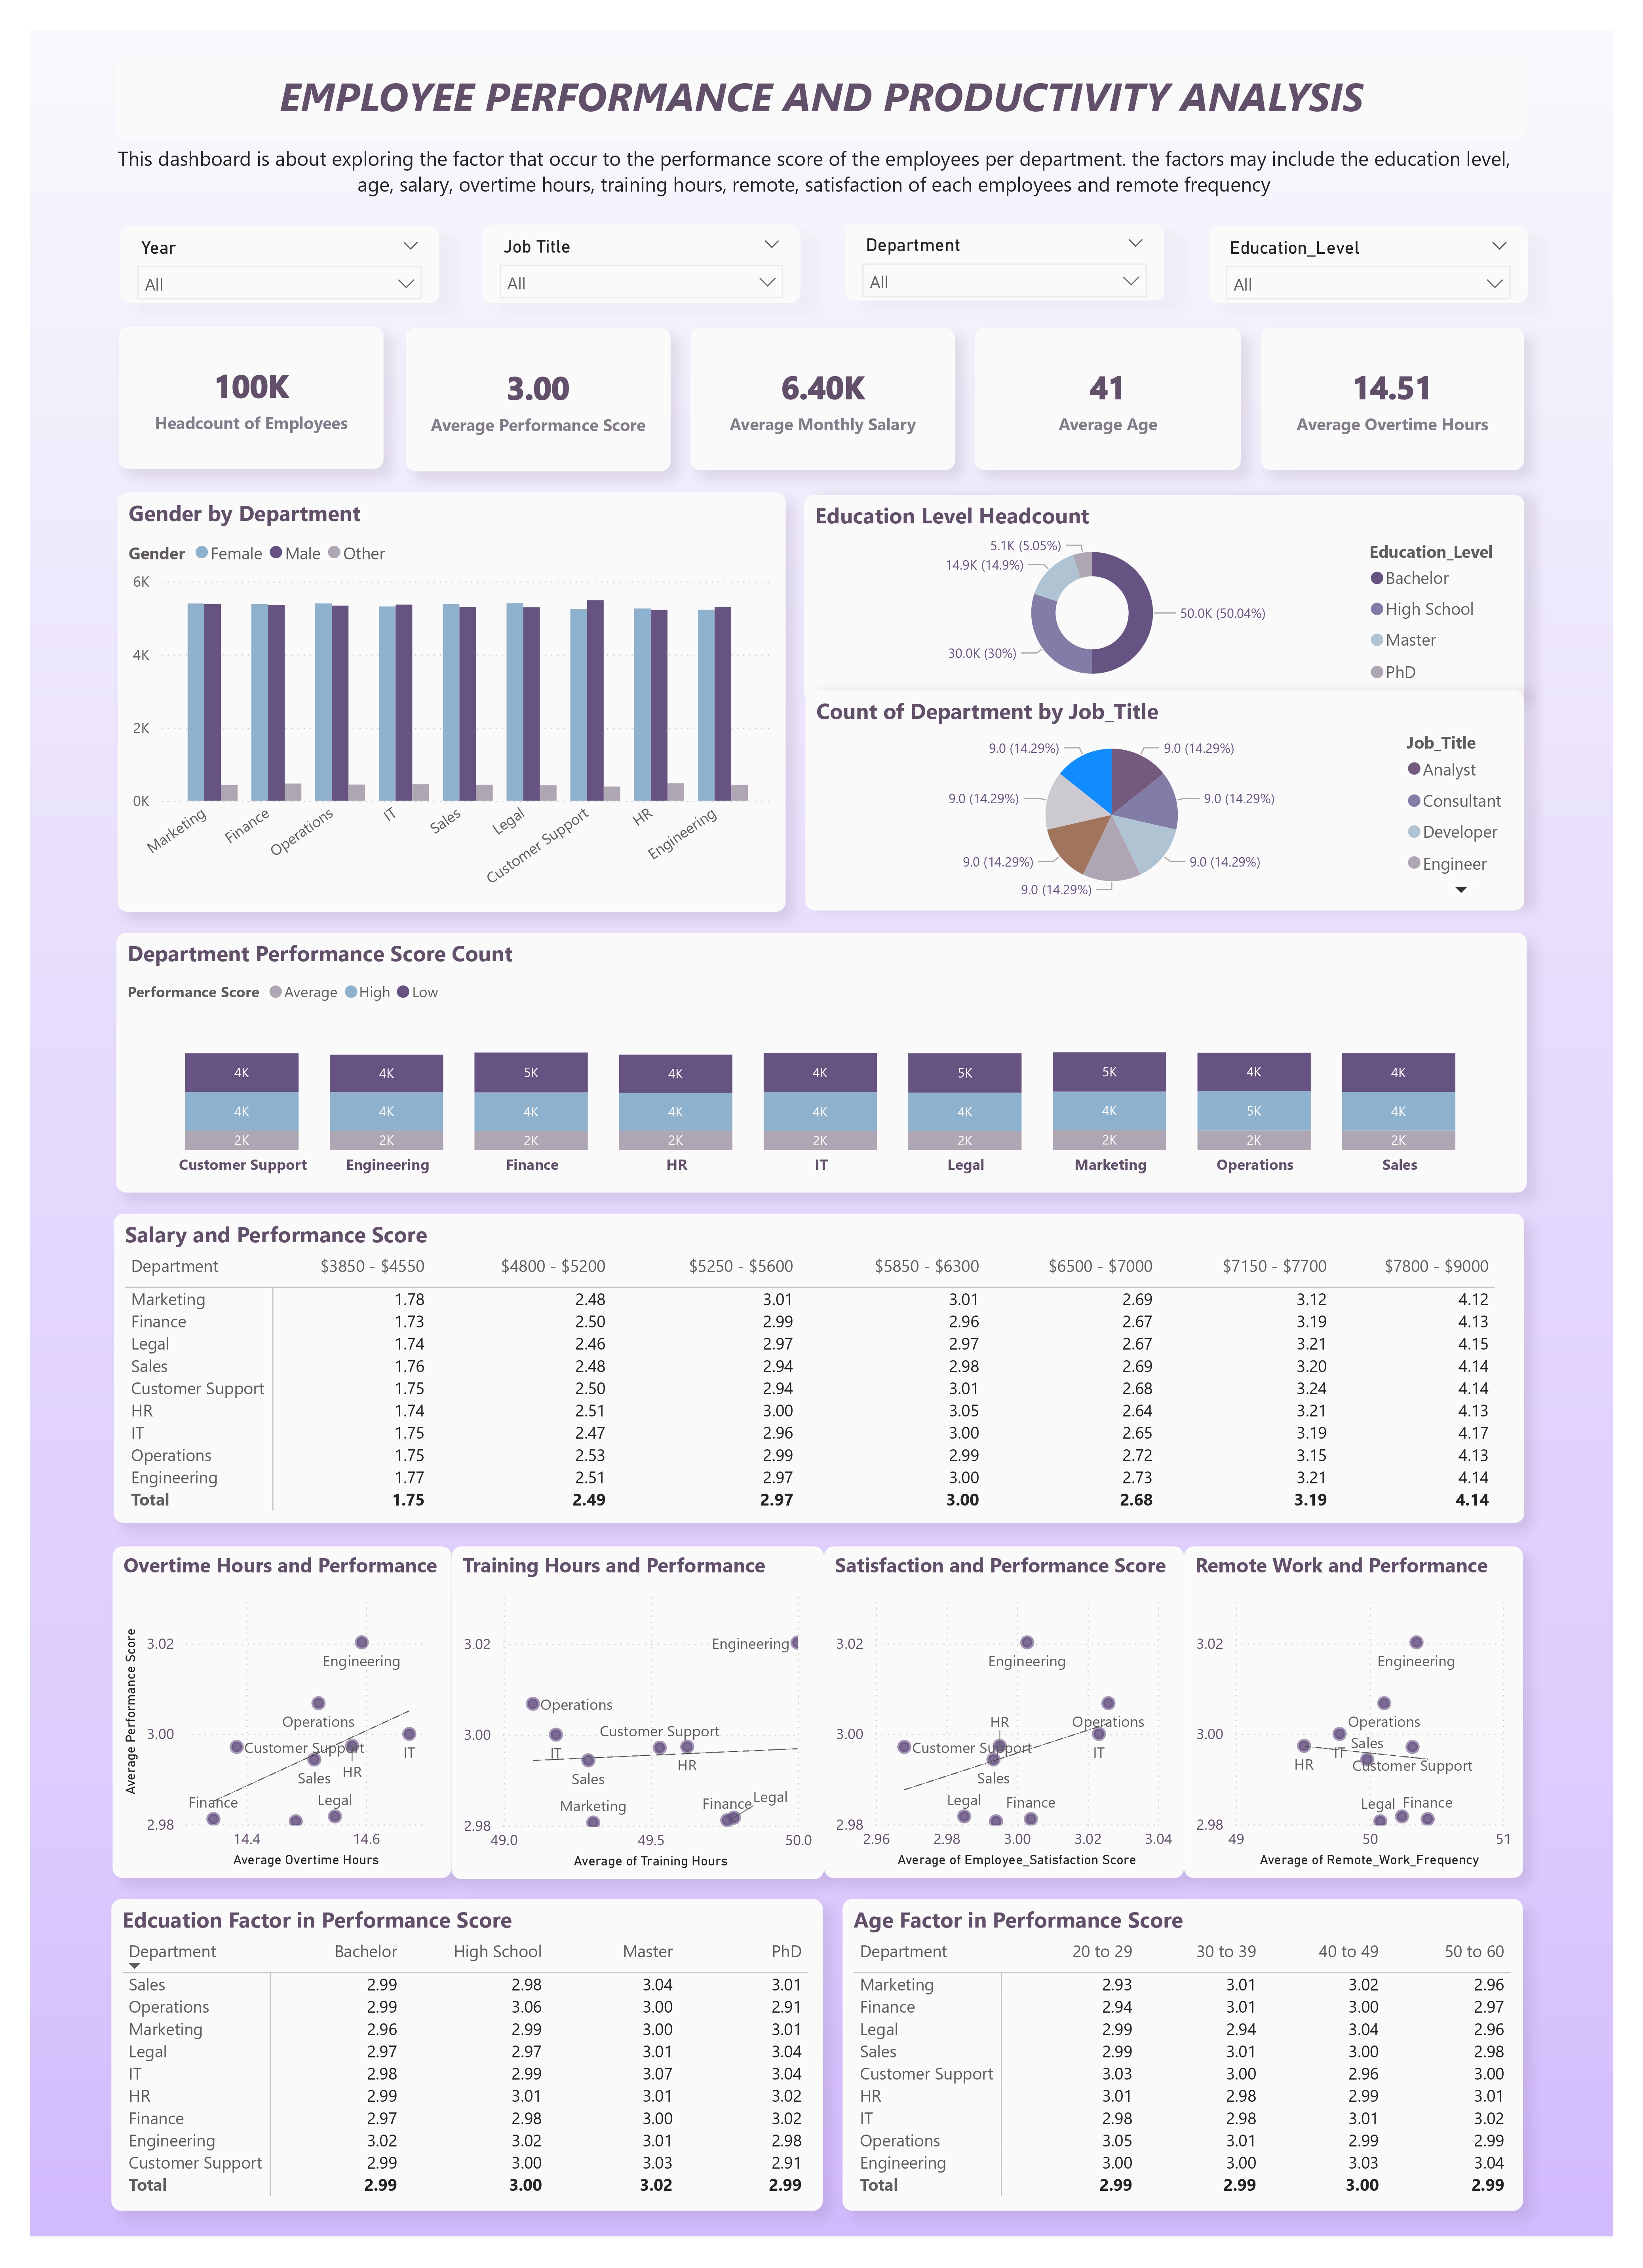 EMPLOYEE PERFORMANCE AND PRODUCTIVITY ANALYSIS
This dashboard is about exploring the factor that occur to the performance score of the employees per department. the factors may include the education level,
age, salary, overtime hours, training hours, remote, satisfaction of each employees and remote frequency
Year
All
Job Title
All
Department
All
Education_Level
All
100K
Headcount of Employees
3.00
Average Performance Score
6.40K
Average Monthly Salary
41
Average Age
14.51
Average Overtime Hours
Gender by Department
Gender Female Male Other
6K
4K
2K
0K
Marketing
Finance
Operations
IT
Sales
Legal
Customer Support
HR
Engineering
Education Level Headcount
5.1K (5.05%)
14.9K (14.9%)
50.0K (50.04%)
30.0K (30%)
Education_Level
Bachelor
High School
Master
PhD
Count of Department by Job_Title
9.0 (14.29%) 9.0 (14.29%)
9.0 (14.29%) 9.0 (14.29%)
9.0 (14.29%) 9.0 (14.29%)
9.0 (14.29%)
Job_Title
Analyst
Consultant
Developer
Engineer
Department Performance Score Count
Performance Score Average High Low
4K 4K 5K 4K 4K 5K 5K 4K 4K
4K 4K 4K 4K 4K 4K 4K 5K 4K
2K 2K 2K 2K 2K 2K 2K 2K 2K
Customer Support Engineering Finance HR IT Legal Marketing Operations Sales
Salary and Performance Score
Department $3850 - $4550 $4800 - $5200 $5250 - $5600 $5850 - $6300 $6500 - $7000 $7150 - $7700 $7800 - $9000
Marketing 1.78 2.48 3.01 3.01 2.69 3.12 4.12
Finance 1.73 2.50 2.99 2.96 2.67 3.19 4.13
Legal 1.74 2.46 2.97 2.97 2.67 3.21 4.15
Sales 1.76 2.48 2.94 2.98 2.69 3.20 4.14
Customer Support 1.75 2.50 2.94 3.01 2.68 3.24 4.14
HR 1.74 2.51 3.00 3.05 2.64 3.21 4.13
IT 1.75 2.47 2.96 3.00 2.65 3.19 4.17
Operations 1.75 2.53 2.99 2.99 2.72 3.15 4.13
Engineering 1.77 2.51 2.97 3.00 2.73 3.21 4.14
Total 1.75 2.49 2.97 3.00 2.68 3.19 4.14
Overtime Hours and Performance
Average Performance Score
3.02
3.00
2.98
Engineering
Operations
Customer Support
IT
HR
Sales
Finance
Legal
14.4 14.6
Average Overtime Hours
Training Hours and Performance
3.02
3.00
2.98
Engineering
Operations
Customer Support
IT
HR
Sales
Legal
Finance
Marketing
49.0 49.5 50.0
Average of Training Hours
Satisfaction and Performance Score
3.02
3.00
2.98
Engineering
HR
Operations
Customer Support
IT
Sales
Legal
Finance
2.96 2.98 3.00 3.02 3.04
Average of Employee_Satisfaction Score
Remote Work and Performance
3.02
3.00
2.98
Engineering
Operations
Sales
IT
HR
Customer Support
Legal
Finance
49 50 51
Average of Remote_Work_Frequency
Edcuation Factor in Performance Score
Department Bachelor High School Master PhD
Sales 2.99 2.98 3.04 3.01
Operations 2.99 3.06 3.00 2.91
Marketing 2.96 2.99 3.00 3.01
Legal 2.97 2.97 3.01 3.04
IT 2.98 2.99 3.07 3.04
HR 2.99 3.01 3.01 3.02
Finance 2.97 2.98 3.00 3.02
Engineering 3.02 3.02 3.01 2.98
Customer Support 2.99 3.00 3.03 2.91
Total 2.99 3.00 3.02 2.99
Age Factor in Performance Score
Department 20 to 29 30 to 39 40 to 49 50 to 60
Marketing 2.93 3.01 3.02 2.96
Finance 2.94 3.01 3.00 2.97
Legal 2.99 2.94 3.04 2.96
Sales 2.99 3.01 3.00 2.98
Customer Support 3.03 3.00 2.96 3.00
HR 3.01 2.98 2.99 3.01
IT 2.98 2.98 3.01 3.02
Operations 3.05 3.01 2.99 2.99
Engineering 3.00 3.00 3.03 3.04
Total 2.99 2.99 3.00 2.99